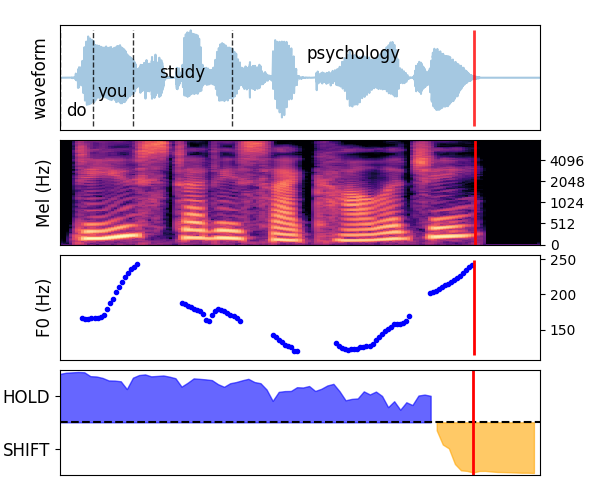 waveform
do
you
study
psychology
Mel (Hz)
4096
2048
1024
512
0
F0 (Hz)
250
200
150
HOLD
SHIFT